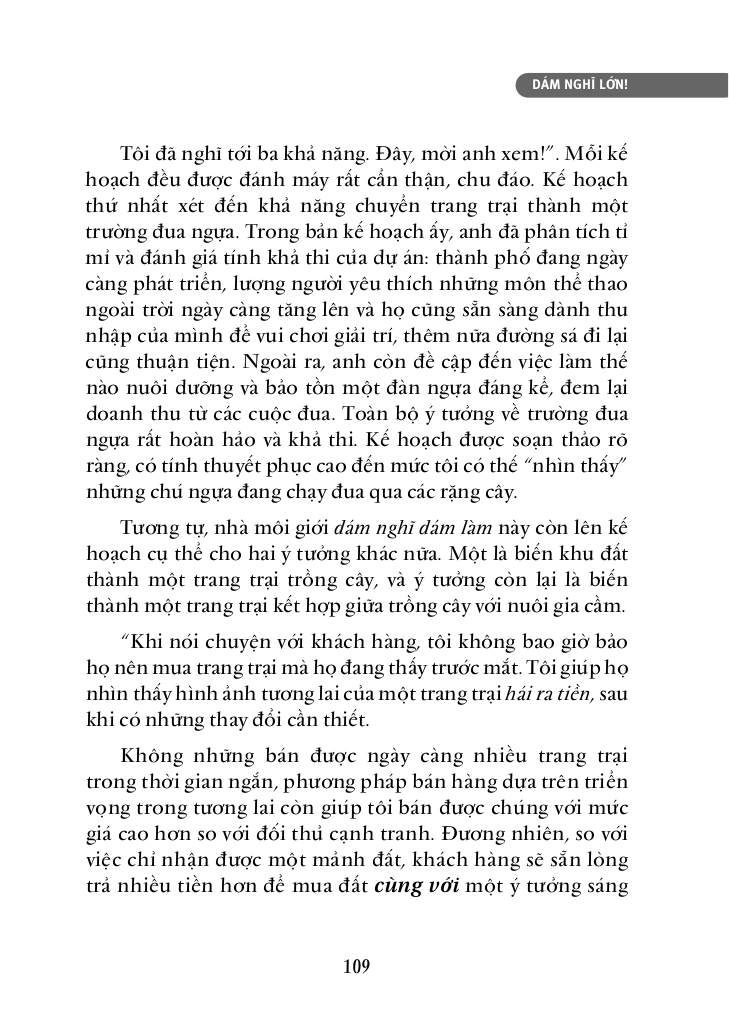 DÁM NGHĨ LỚN!
Tôi đã nghĩ tới ba khả năng. Đây, mời anh xem!”. Mỗi kế
hoạch đều được đánh máy rất cẩn thận, chu đáo. Kế hoạch
thứ nhất xét đến khả năng chuyển trang trại thành một
trường đua ngựa. Trong bản kế hoạch ấy, anh đã phân tích tỉ
mỉ và đánh giá tính khả thi của dự án: thành phố đang ngày
càng phát triển, lượng người yêu thích những môn thể thao
ngoài trời ngày càng tăng lên và họ cũng sẵn sàng dành thu
nhập của mình để vui chơi giải trí, thêm nữa đường sá đi lại
cũng thuận tiện. Ngoài ra, anh còn đề cập đến việc làm thế
nào nuôi dưỡng và bảo tồn một đàn ngựa đáng kể, đem lại
doanh thu từ các cuộc đua. Toàn bộ ý tưởng về trường đua
ngựa rất hoàn hảo và khả thi. Kế hoạch được soạn thảo rõ
ràng, có tính thuyết phục cao đến mức tôi có thể “nhìn thấy”
những chú ngựa đang chạy đua qua các rặng cây.
Tương tự, nhà môi giới dám nghĩ dám làm này còn lên kế
hoạch cụ thể cho hai ý tưởng khác nữa. Một là biến khu đất
thành một trang trại trồng cây, và ý tưởng còn lại là biến
thành một trang trại kết hợp giữa trồng cây với nuôi gia cầm.
“Khi nói chuyện với khách hàng, tôi không bao giờ bảo
họ nên mua trang trại mà họ đang thấy trước mắt. Tôi giúp họ
nhìn thấy hình ảnh tương lai của một trang trại hái ra tiền, sau
khi có những thay đổi cần thiết.
Không những bán được ngày càng nhiều trang trại
trong thời gian ngắn, phương pháp bán hàng dựa trên triển
vọng trong tương lai còn giúp tôi bán được chúng với mức
giá cao hơn so với đối thủ cạnh tranh. Đương nhiên, so với
việc chỉ nhận được một mảnh đất, khách hàng sẽ sẵn lòng
trả nhiều tiền hơn để mua đất cùng với một ý tưởng sáng
109